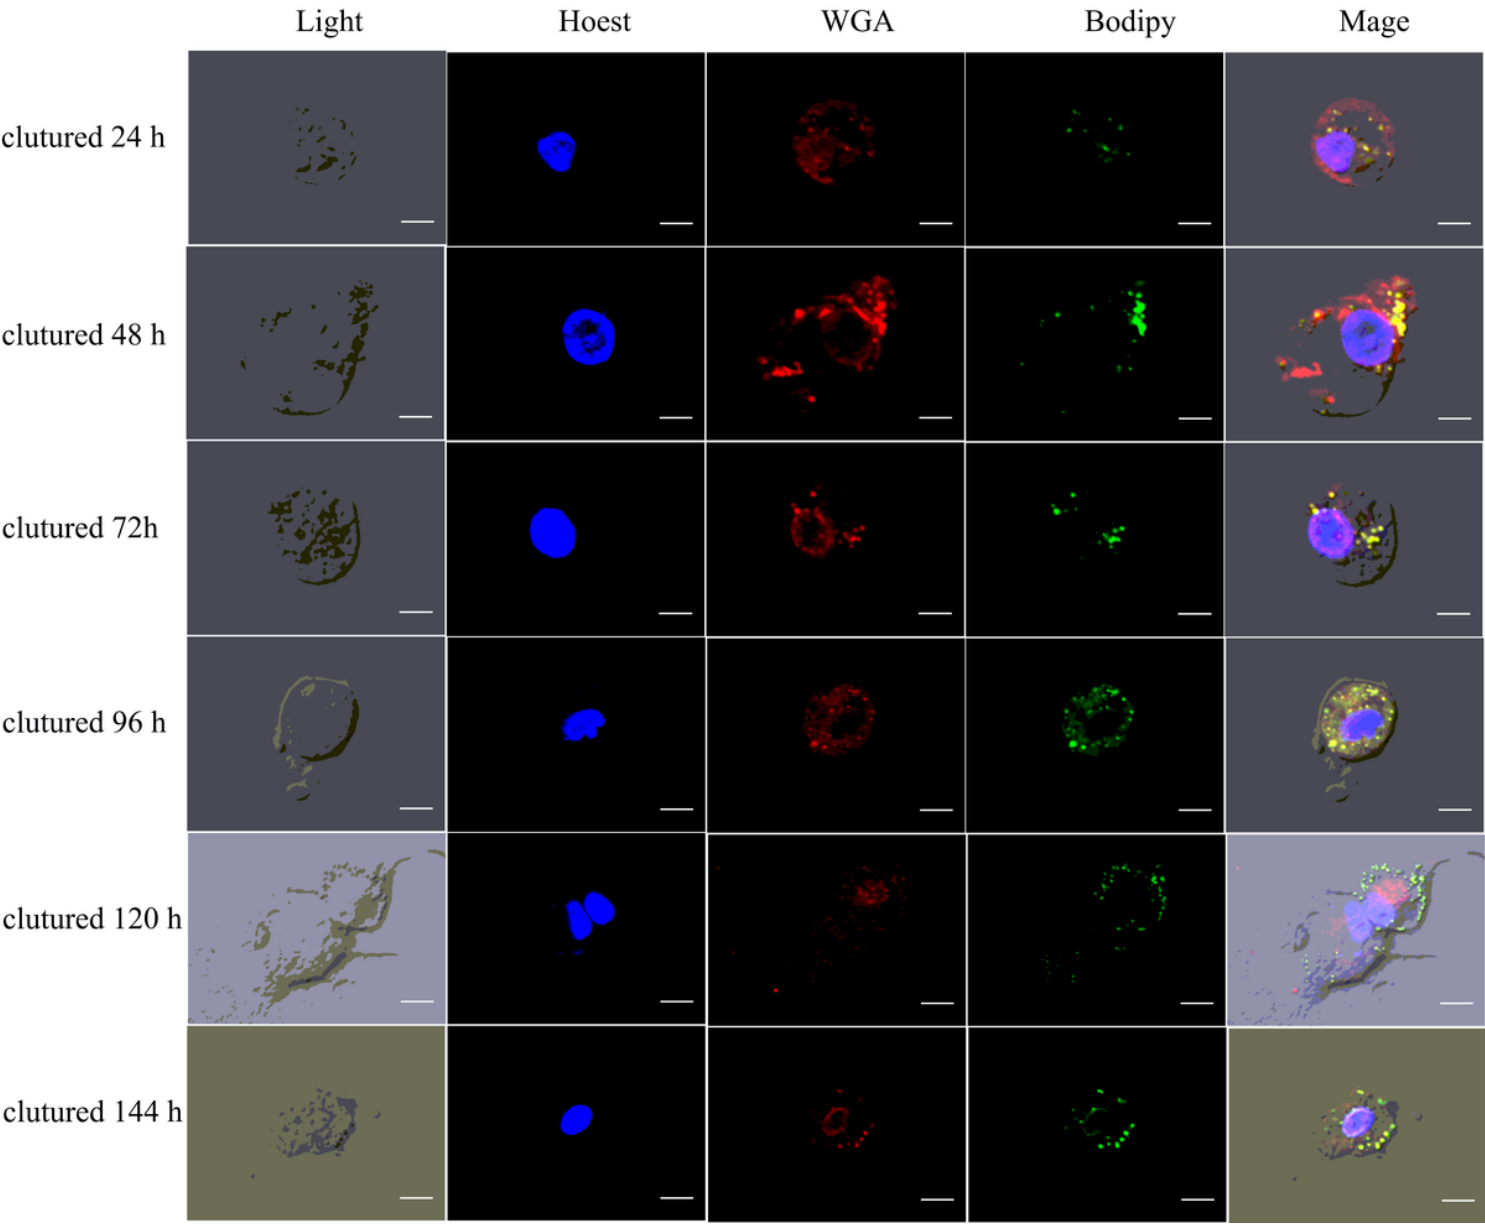 Light Hoest WGA Bodipy Mage
clutured 24 h
clutured 48 h
clutured 72h
clutured 96 h
clutured 120 h
clutured 144 h